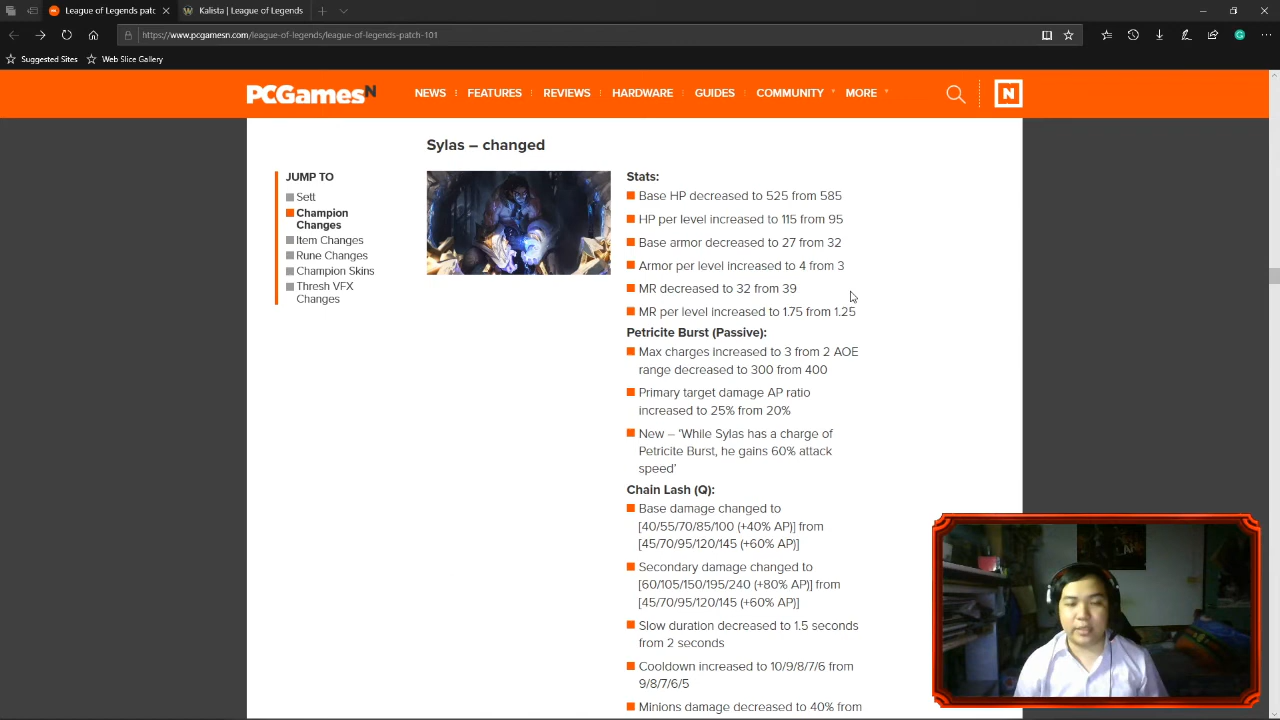 League of Legends patc
Kalista | League of Legends
https://www.pcgamesn.com/league-of-legends/league-of-legends-patch-101
Suggested Sites
Web Slice Gallery
PCGamesN
NEWS
FEATURES
REVIEWS
HARDWARE
GUIDES
COMMUNITY
MORE
N
Sylas – changed
JUMP TO
Sett
Champion
Changes
Item Changes
Rune Changes
Champion Skins
Thresh VFX
Changes
Stats:
Base HP decreased to 525 from 585
HP per level increased to 115 from 95
Base armor decreased to 27 from 32
Armor per level increased to 4 from 3
MR decreased to 32 from 39
MR per level increased to 1.75 from 1.25
Petricite Burst (Passive):
Max charges increased to 3 from 2 AOE
range decreased to 300 from 400
Primary target damage AP ratio
increased to 25% from 20%
New – ‘While Sylas has a charge of
Petricite Burst, he gains 60% attack
speed’
Chain Lash (Q):
Base damage changed to
[40/55/70/85/100 (+40% AP)] from
[45/70/95/120/145 (+60% AP)]
Secondary damage changed to
[60/105/150/195/240 (+80% AP)] from
[45/70/95/120/145 (+60% AP)]
Slow duration decreased to 1.5 seconds
from 2 seconds
Cooldown increased to 10/9/8/7/6 from
9/8/7/6/5
Minions damage decreased to 40% from